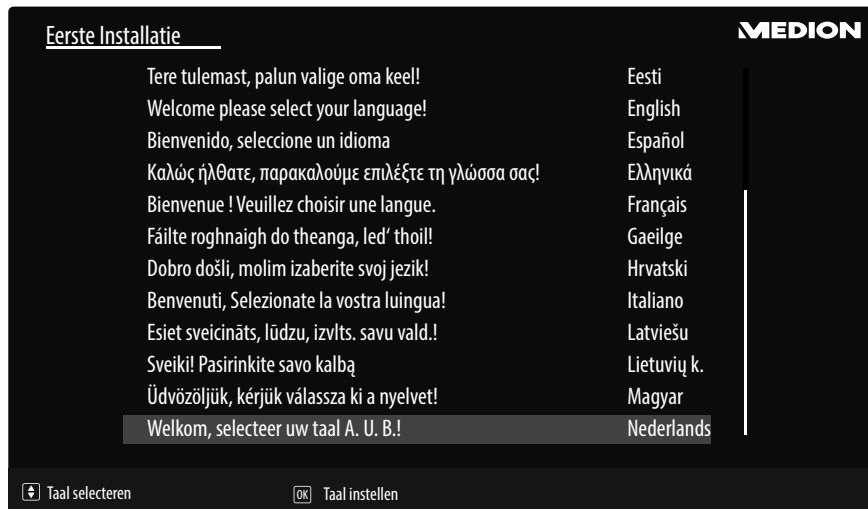 Eerste Installatie
MEDION
Tere tulemast, palun valige oma keel! Eesti
Welcome please select your language! English
Bienvenido, seleccione un idioma Español
Καλώς ήλθατε, παρακαλούμε επιλέξτε τη γλώσσα σας! Ελληνικά
Bienvenue ! Veuillez choisir une langue. Français
Fáilte roghnaigh do theanga, led‘ thoil! Gaeilge
Dobro došli, molim izaberite svoj jezik! Hrvatski
Benvenuti, Selezionate la vostra luingua! Italiano
Esiet sveicināts, lūdzu, izvlts. savu vald.! Latviešu
Sveiki! Pasirinkite savo kalbą Lietuvių k.
Üdvözöljük, kérjük válassza ki a nyelvet! Magyar
Welkom, selecteer uw taal A. U. B.! Nederlands
Taal selecteren OK Taal instellen